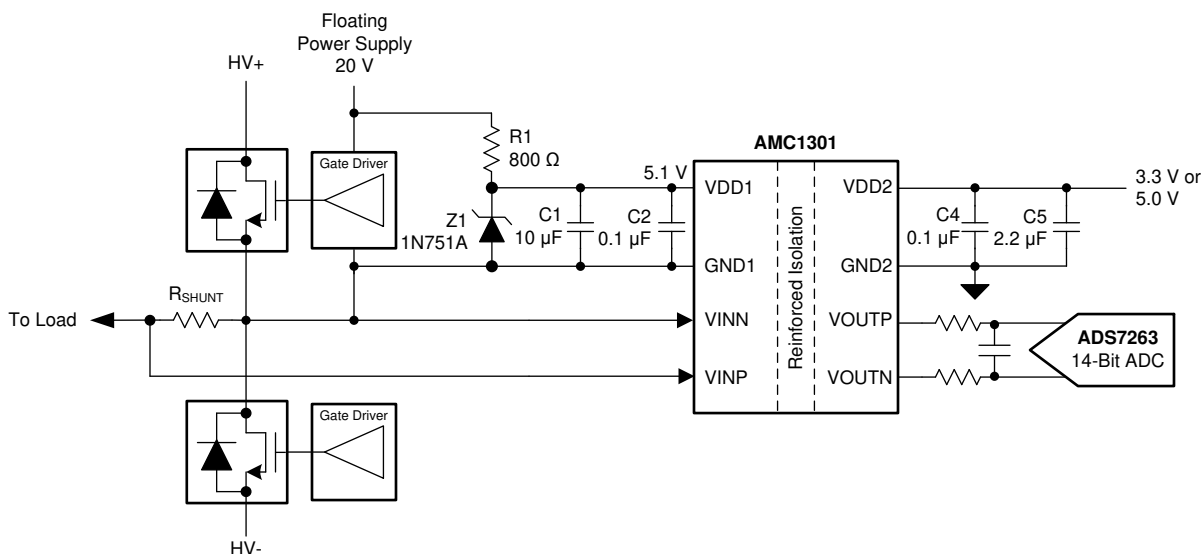 Floating
Power Supply
20 V
HV+
R1
800 Ω
Gate Driver
AMC1301
5.1 V
VDD1
VDD2
3.3 V or
5.0 V
Z1
1N751A
C1
10 µF
C2
0.1 µF
C4
0.1 µF
C5
2.2 µF
GND1
GND2
Reinforced Isolation
RSHUNT
To Load
VINN
VOUTP
ADS7263
14-Bit ADC
VINP
VOUTN
Gate Driver
HV-